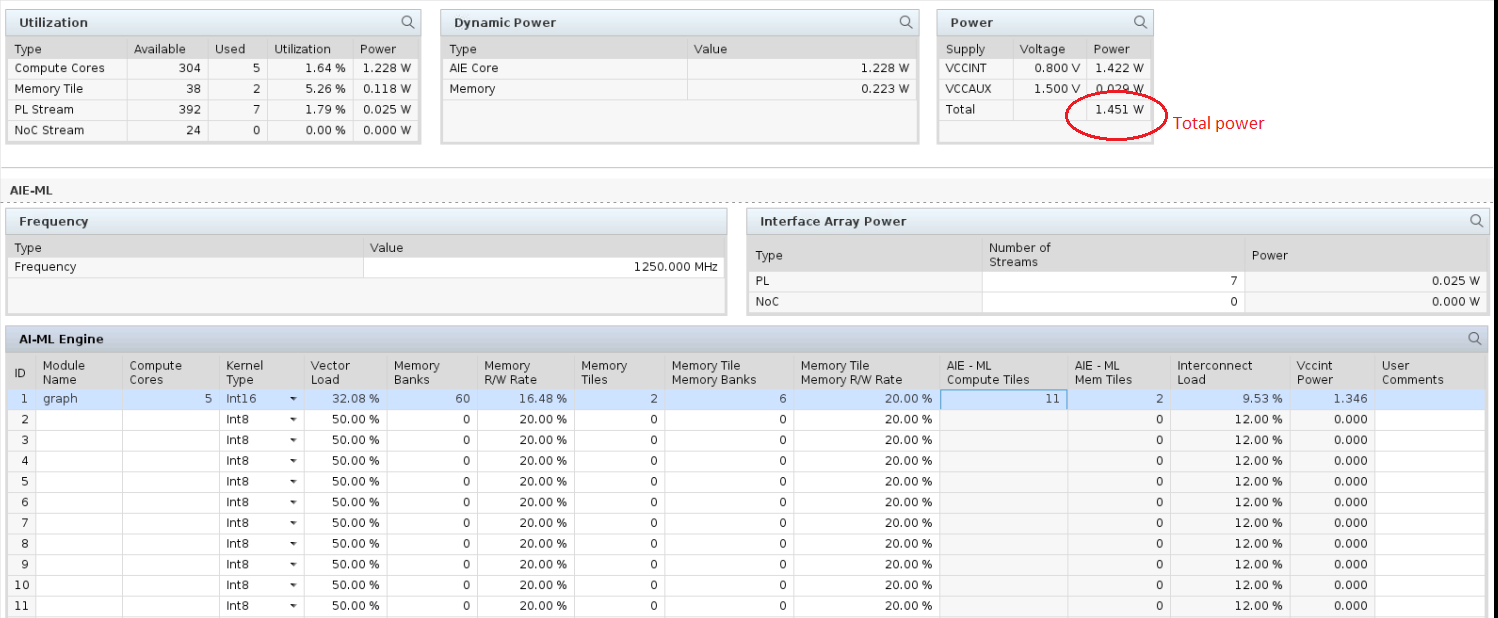 Utilization
Type Available Used Utilization Power
Compute Cores 304 5 1.64 % 1.228 W
Memory Tile 38 2 5.26 % 0.118 W
PL Stream 392 7 1.79 % 0.025 W
NoC Stream 24 0 0.00 % 0.000 W
Dynamic Power
Type Value
AIE Core 1.228 W
Memory 0.223 W
Power
Supply Voltage Power
VCCINT 0.800 V 1.422 W
VCCAUX 1.500 V 0.029 W
Total 1.451 W
Total power
AIE-ML
Frequency
Type Value
Frequency 1250.000 MHz
Interface Array Power
Type Number of Streams Power
PL 7 0.025 W
NoC 0 0.000 W
AI-ML Engine
ID Module Name Compute Cores Kernel Type Vector Load Memory Banks Memory R/W Rate Memory Tiles Memory Tile Memory Banks Memory Tile Memory R/W Rate AIE - ML Compute Tiles AIE - ML Mem Tiles Interconnect Load Vccint Power User Comments
1 graph 5 Int16 32.08 % 60 16.48 % 2 6 20.00 % 11 2 9.53 % 1.346
2 Int8 50.00 % 0 20.00 % 0 0 20.00 % 0 12.00 % 0.000
3 Int8 50.00 % 0 20.00 % 0 0 20.00 % 0 12.00 % 0.000
4 Int8 50.00 % 0 20.00 % 0 0 20.00 % 0 12.00 % 0.000
5 Int8 50.00 % 0 20.00 % 0 0 20.00 % 0 12.00 % 0.000
6 Int8 50.00 % 0 20.00 % 0 0 20.00 % 0 12.00 % 0.000
7 Int8 50.00 % 0 20.00 % 0 0 20.00 % 0 12.00 % 0.000
8 Int8 50.00 % 0 20.00 % 0 0 20.00 % 0 12.00 % 0.000
9 Int8 50.00 % 0 20.00 % 0 0 20.00 % 0 12.00 % 0.000
10 Int8 50.00 % 0 20.00 % 0 0 20.00 % 0 12.00 % 0.000
11 Int8 50.00 % 0 20.00 % 0 0 20.00 % 0 12.00 % 0.000